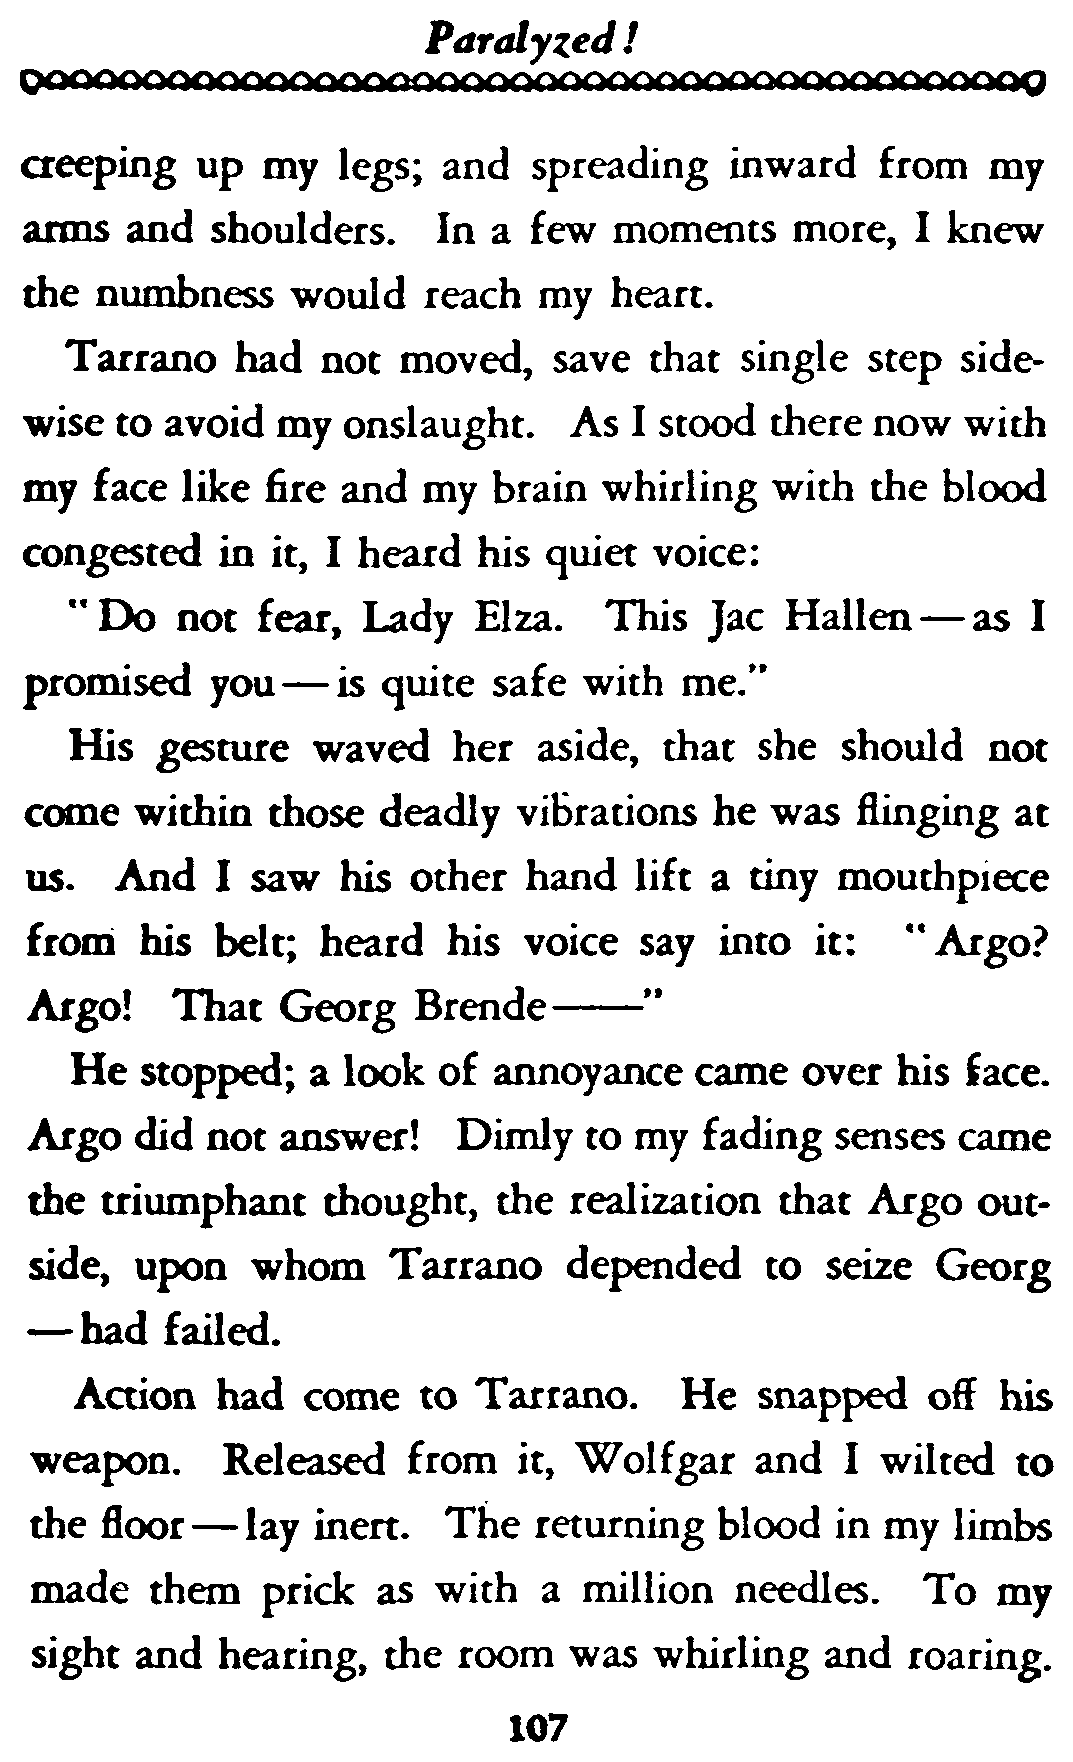 Paralyzed!
creeping up my legs; and spreading inward from my
arms and shoulders. In a few moments more, I knew
the numbness would reach my heart.
Tarrano had not moved, save that single step side-
wise to avoid my onslaught. As I stood there now with
my face like fire and my brain whirling with the blood
congested in it, I heard his quiet voice:
"Do not fear, Lady Elza. This Jac Hallen—as I
promised you—is quite safe with me."
His gesture waved her aside, that she should not
come within those deadly vibrations he was flinging at
us. And I saw his other hand lift a tiny mouthpiece
from his belt; heard his voice say into it: "Argo?
Argo! That Georg Brende——"
He stopped; a look of annoyance came over his face.
Argo did not answer! Dimly to my fading senses came
the triumphant thought, the realization that Argo out-
side, upon whom Tarrano depended to seize Georg
—had failed.
Action had come to Tarrano. He snapped off his
weapon. Released from it, Wolfgar and I wilted to
the floor—lay inert. The returning blood in my limbs
made them prick as with a million needles. To my
sight and hearing, the room was whirling and roaring.
107